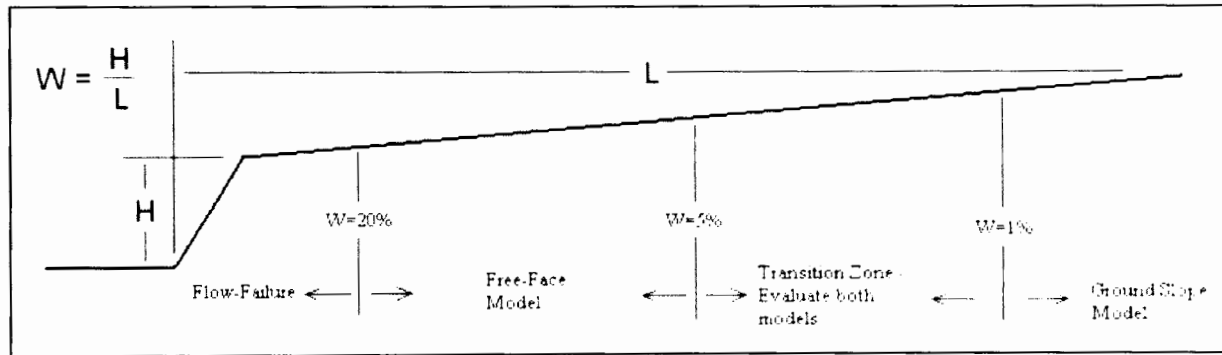 W = H
L
L
H
W=20%
W=5%
W=1%
Flow-Failure
Free-Face
Model
Transition Zone -
Evaluate both
models
Ground Slope
Model